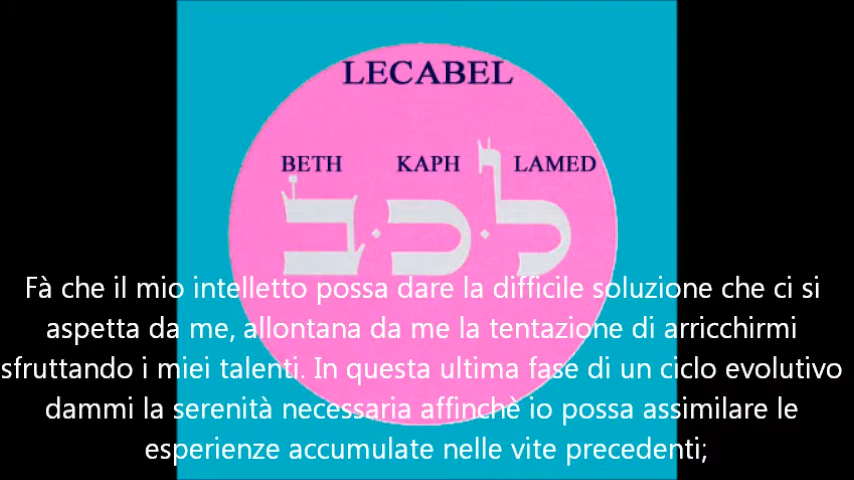 LECABEL
BETH KAPH LAMED
ב·כ·ל
Fà che il mio intelletto possa dare la difficile soluzione che ci si
aspetta da me, allontana da me la tentazione di arricchirmi
sfruttando i miei talenti. In questa ultima fase di un ciclo evolutivo
dammi la serenità necessaria affinchè io possa assimilare le
esperienze accumulate nelle vite precedenti;